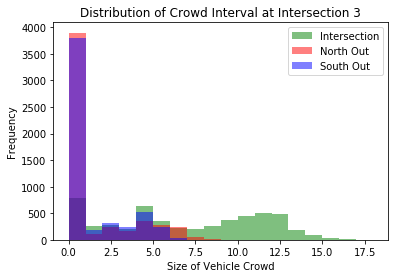 Distribution of Crowd Interval at Intersection 3
4000
3500
3000
2500
2000
1500
1000
500
0
Frequency
Intersection
North Out
South Out
0.0 2.5 5.0 7.5 10.0 12.5 15.0 17.5
Size of Vehicle Crowd